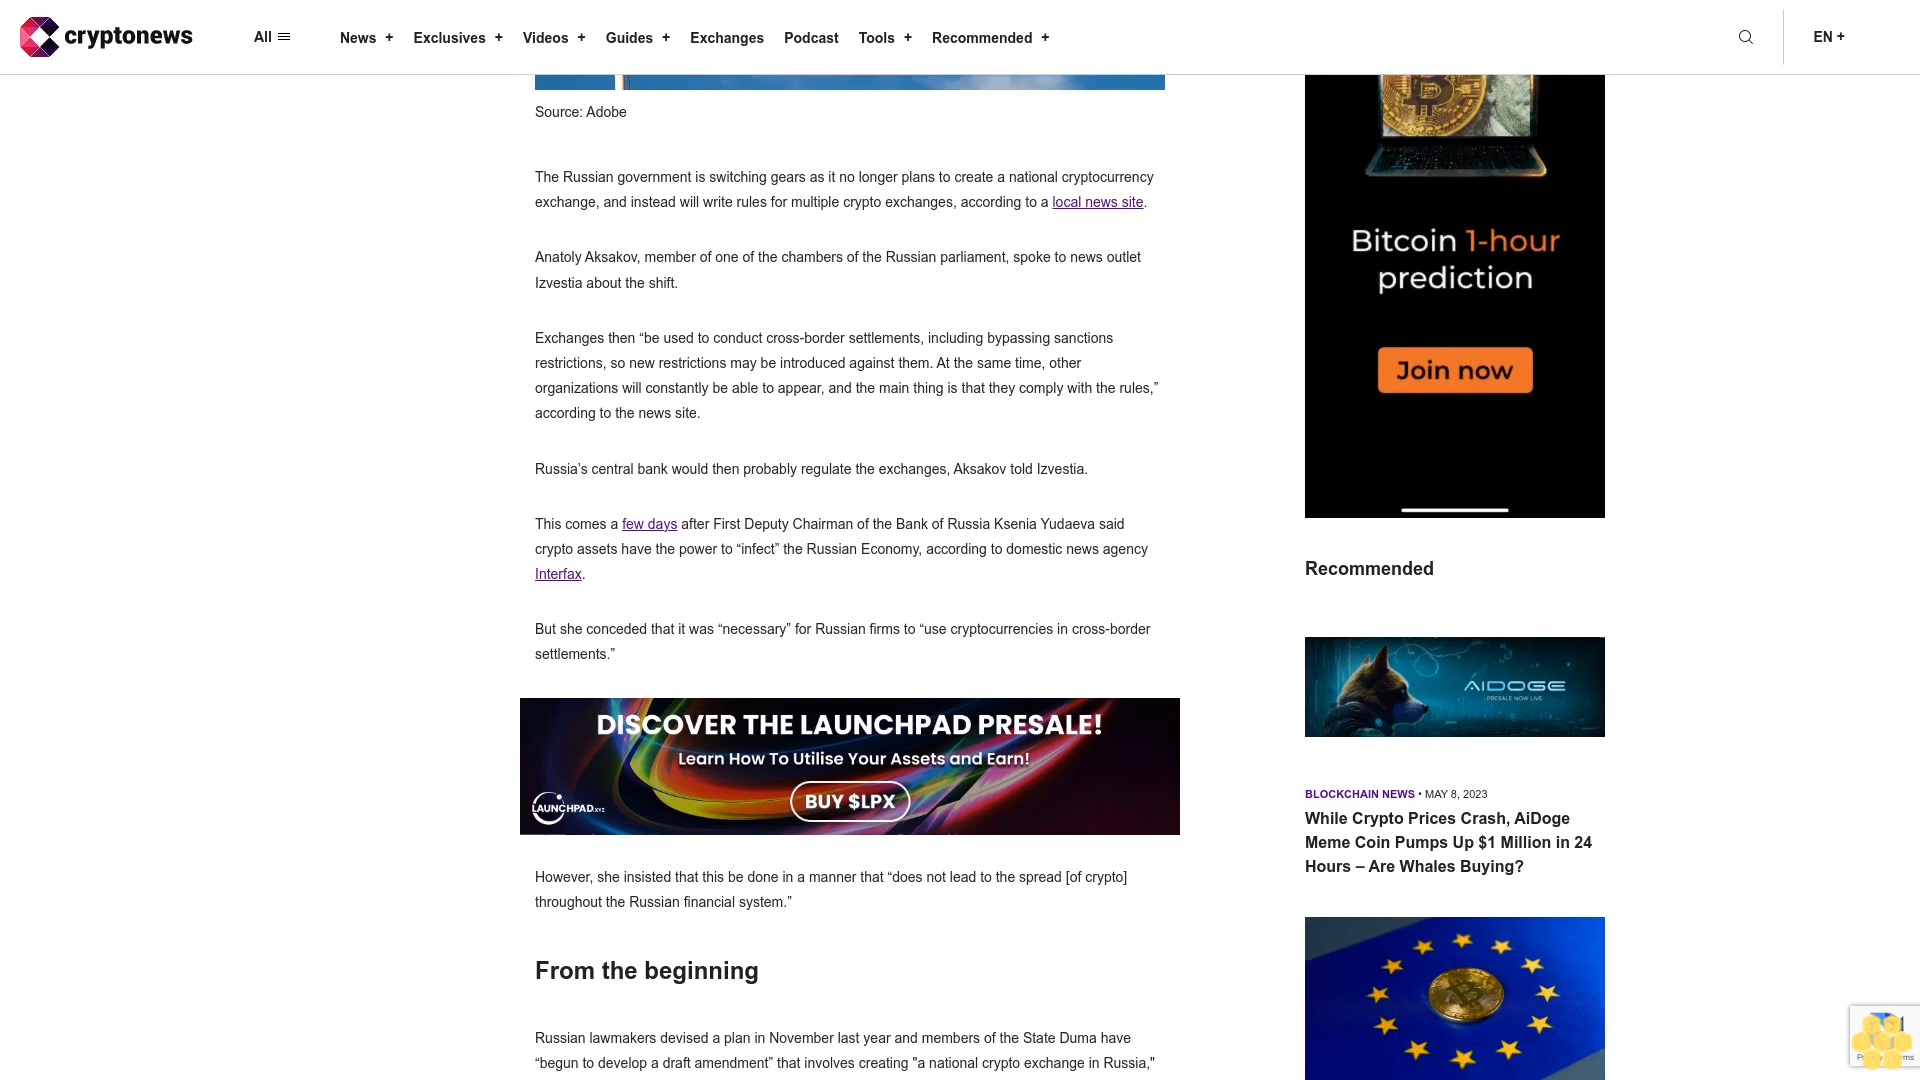 cryptonews
All
News +
Exclusives +
Videos +
Guides +
Exchanges
Podcast
Tools +
Recommended +
EN +
Source: Adobe
The Russian government is switching gears as it no longer plans to create a national cryptocurrency
exchange, and instead will write rules for multiple crypto exchanges, according to a local news site.
Anatoly Aksakov, member of one of the chambers of the Russian parliament, spoke to news outlet
Izvestia about the shift.
Exchanges then “be used to conduct cross-border settlements, including bypassing sanctions
restrictions, so new restrictions may be introduced against them. At the same time, other
organizations will constantly be able to appear, and the main thing is that they comply with the rules,”
according to the news site.
Russia’s central bank would then probably regulate the exchanges, Aksakov told Izvestia.
This comes a few days after First Deputy Chairman of the Bank of Russia Ksenia Yudaeva said
crypto assets have the power to “infect” the Russian Economy, according to domestic news agency
Interfax.
But she conceded that it was “necessary” for Russian firms to “use cryptocurrencies in cross-border
settlements.”
DISCOVER THE LAUNCHPAD PRESALE!
Learn How To Utilise Your Assets and Earn!
BUY $LPX
LAUNCHPAD.XYZ
However, she insisted that this be done in a manner that “does not lead to the spread [of crypto]
throughout the Russian financial system.”
From the beginning
Russian lawmakers devised a plan in November last year and members of the State Duma have
“begun to develop a draft amendment” that involves creating "a national crypto exchange in Russia,"
Bitcoin 1-hour
prediction
Join now
Recommended
AIDOGE
- PRESALE NOW LIVE
BLOCKCHAIN NEWS • MAY 8, 2023
While Crypto Prices Crash, AiDoge
Meme Coin Pumps Up $1 Million in 24
Hours – Are Whales Buying?